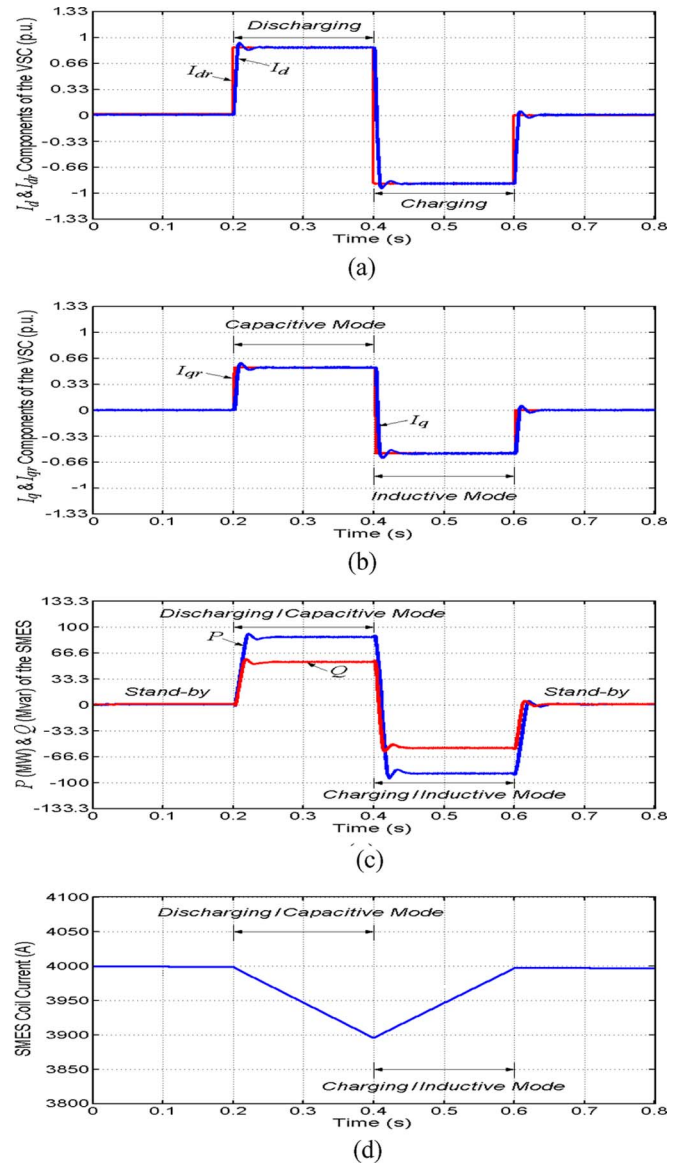 I_d & I_dr Components of the VSC (p.u.)
1.33
1
0.66
0.33
0
-0.33
-0.66
-1
-1.33
Discharging
I_dr
I_d
Charging
0 0.1 0.2 0.3 0.4 0.5 0.6 0.7 0.8
Time (s)
(a)
I_q & I_qr Components of the VSC (p.u.)
1.33
1
0.66
0.33
0
-0.33
-0.66
-1
-1.33
Capacitive Mode
I_qr
I_q
Inductive Mode
0 0.1 0.2 0.3 0.4 0.5 0.6 0.7 0.8
Time (s)
(b)
P (MW) & Q (Mvar) of the SMES
133.3
100
66.6
33.3
0
-33.3
-66.6
-100
-133.3
Discharging/Capacitive Mode
P
Q
Stand-by
Stand-by
Charging/Inductive Mode
0 0.1 0.2 0.3 0.4 0.5 0.6 0.7 0.8
Time (s)
(c)
SMES Coil Current (A)
4100
4050
4000
3950
3900
3850
3800
Discharging/Capacitive Mode
Charging/Inductive Mode
0 0.1 0.2 0.3 0.4 0.5 0.6 0.7 0.8
Time (s)
(d)